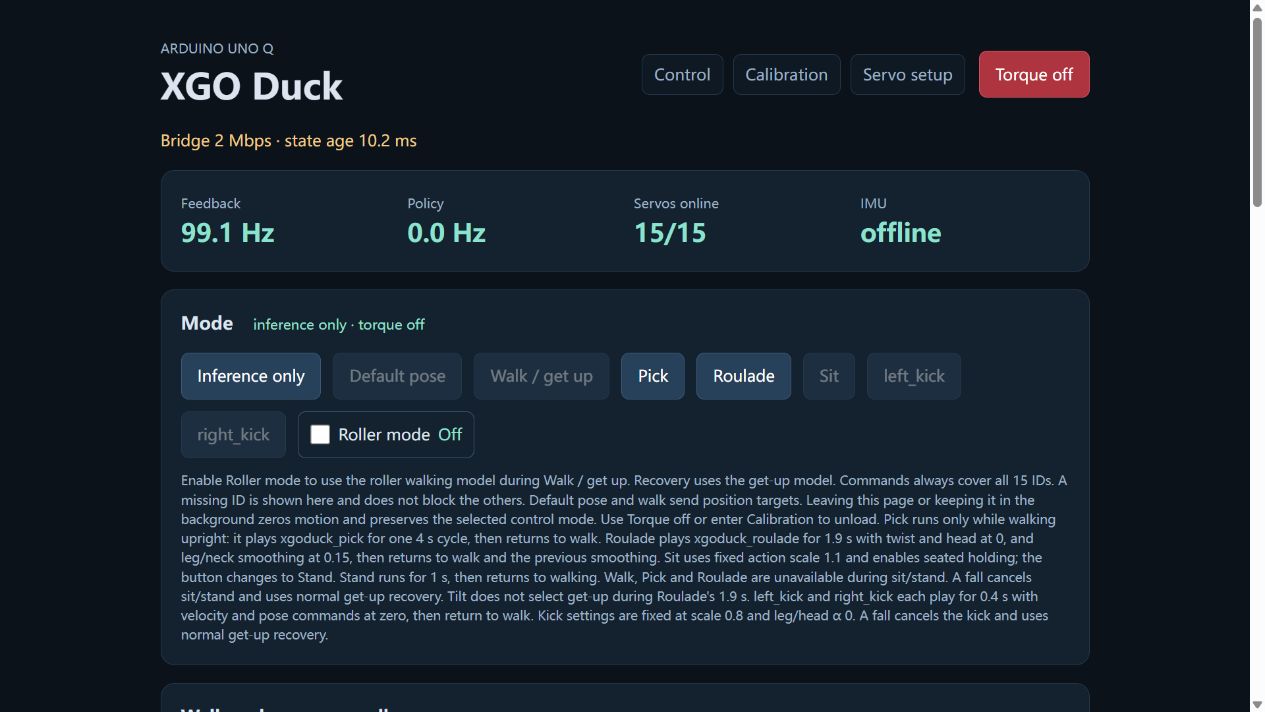 ARDUINO UNO Q
XGO Duck
Control
Calibration
Servo setup
Torque off
Bridge 2 Mbps · state age 10.2 ms
Feedback
99.1 Hz
Policy
0.0 Hz
Servos online
15/15
IMU
offline
Mode
inference only · torque off
Inference only
Default pose
Walk / get up
Pick
Roulade
Sit
left_kick
right_kick
Roller mode Off
Enable Roller mode to use the roller walking model during Walk / get up. Recovery uses the get-up model. Commands always cover all 15 IDs. A
missing ID is shown here and does not block the others. Default pose and walk send position targets. Leaving this page or keeping it in the
background zeros motion and preserves the selected control mode. Use Torque off or enter Calibration to unload. Pick runs only while walking
upright: it plays xgoduck_pick for one 4 s cycle, then returns to walk. Roulade plays xgoduck_roulade for 1.9 s with twist and head at 0, and
leg/neck smoothing at 0.15, then returns to walk and the previous smoothing. Sit uses fixed action scale 1.1 and enables seated holding; the
button changes to Stand. Stand runs for 1 s, then returns to walking. Walk, Pick and Roulade are unavailable during sit/stand. A fall cancels
sit/stand and uses normal get-up recovery. Tilt does not select get-up during Roulade's 1.9 s. left_kick and right_kick each play for 0.4 s with
velocity and pose commands at zero, then return to walk. Kick settings are fixed at scale 0.8 and leg/head α 0. A fall cancels the kick and uses
normal get-up recovery.